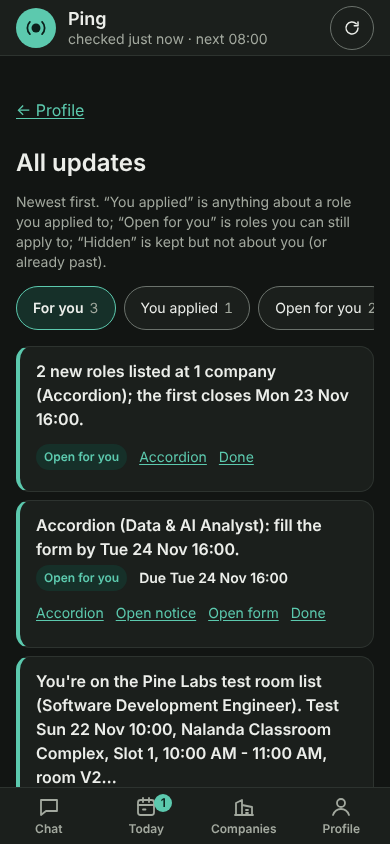 Ping
checked just now · next 08:00
← Profile
All updates
Newest first. “You applied” is anything about a role
you applied to; “Open for you” is roles you can still
apply to; “Hidden” is kept but not about you (or
already past).
For you 3
You applied 1
Open for you 2
2 new roles listed at 1 company
(Accordion); the first closes Mon 23 Nov
16:00.
Open for you Accordion Done
Accordion (Data & AI Analyst): fill the
form by Tue 24 Nov 16:00.
Open for you Due Tue 24 Nov 16:00
Accordion Open notice Open form Done
You're on the Pine Labs test room list
(Software Development Engineer). Test
Sun 22 Nov 10:00, Nalanda Classroom
Complex, Slot 1, 10:00 AM - 11:00 AM,
room V2...
1
Chat Today Companies Profile